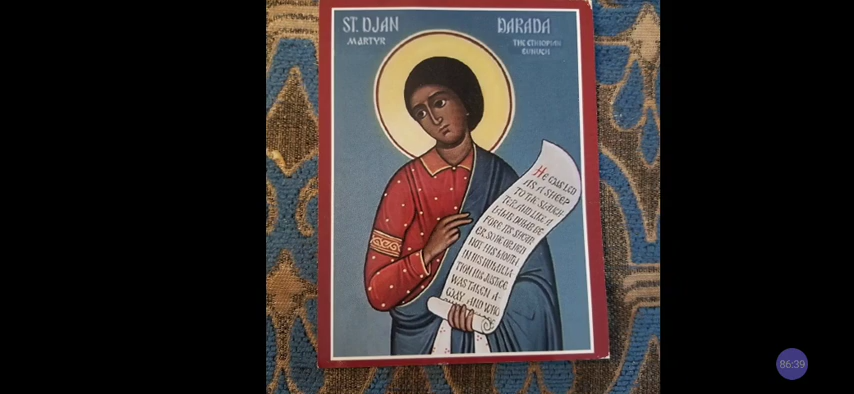 ST. DJAN
MARTYR
DARADA
THE ETHIOPIAN
EUNUCH
HE WAS LED
AS A SHEEP
TO THE SLAUGH
TER, AND LIKE A
LAMB DUMB BE
FORE ITS SHEAR
ER, SO HE OPENED
NOT HIS MOUTH
IN HIS HUMILIA
TION HIS JUSTICE
WAS TAKEN A-
WAY AND WHO
86:39